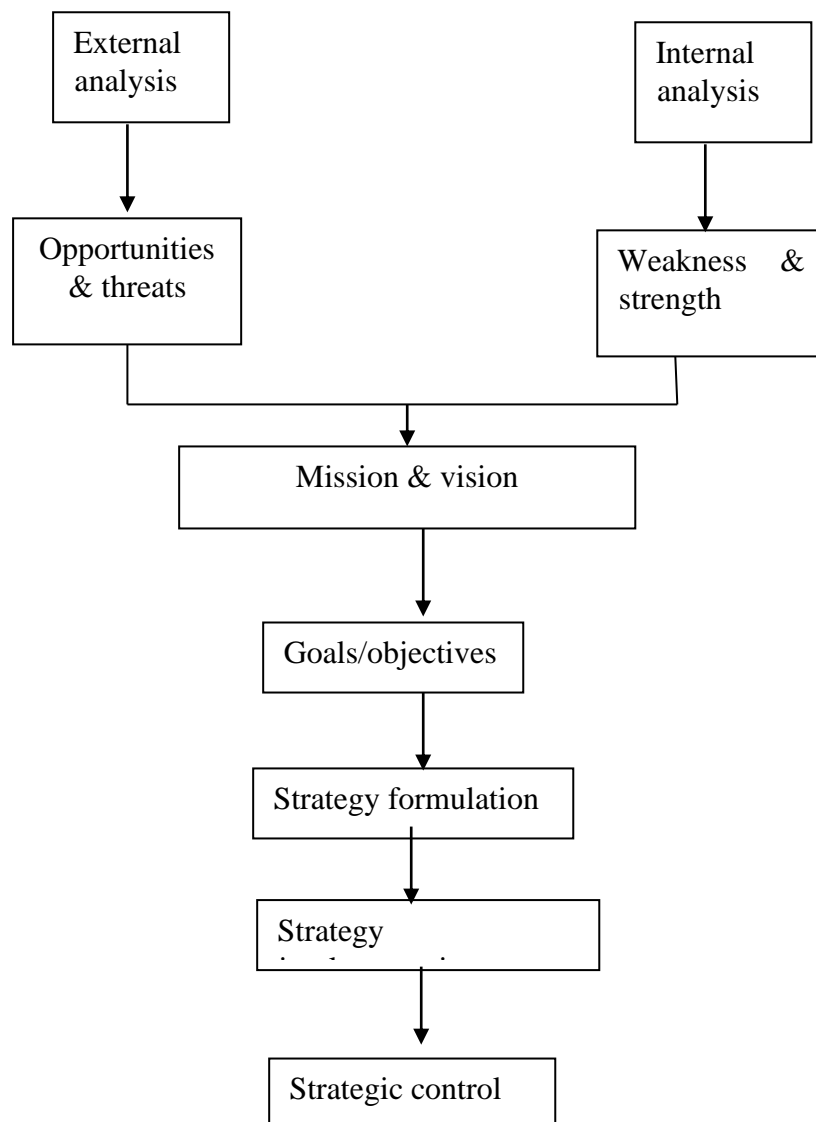 External
analysis
Internal
analysis
Opportunities
& threats
Weakness &
strength
Mission & vision
Goals/objectives
Strategy formulation
Strategy
Strategic control